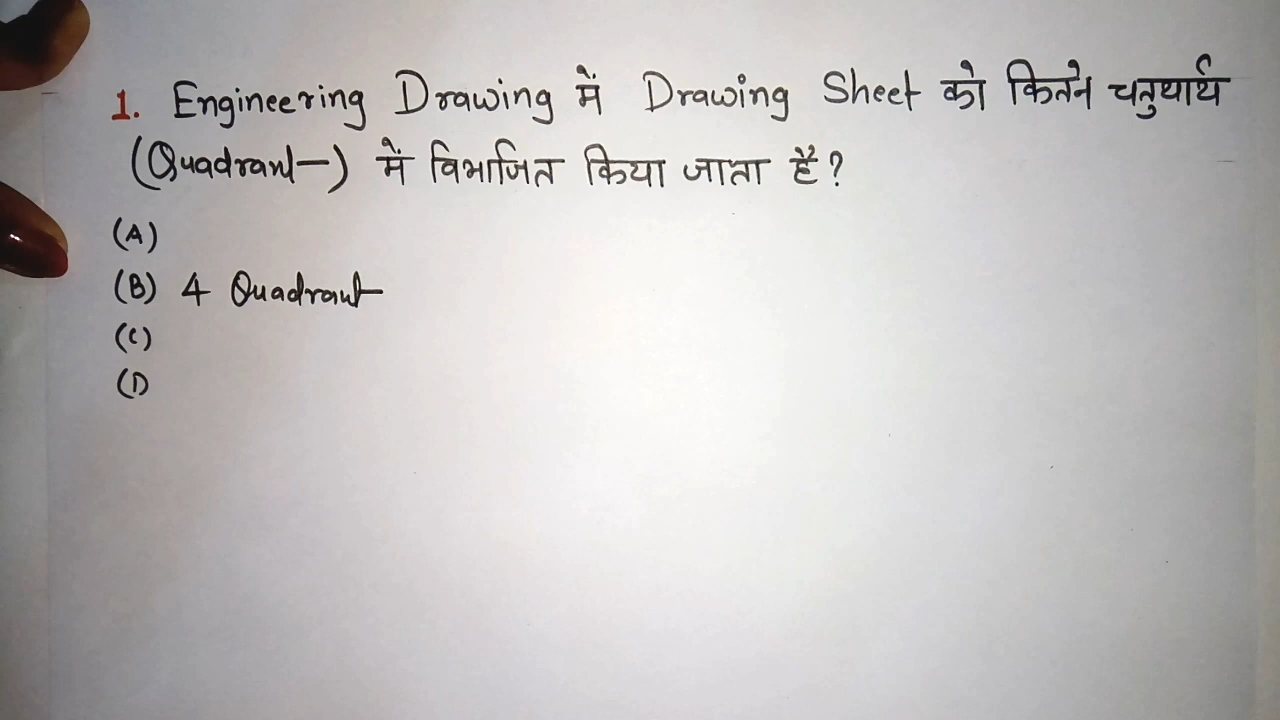 1. Engineering Drawing में Drawing Sheet को कितने चतुथार्थ
(Quadrant) में विभाजित किया जाता है?
(A)
(B) 4 Quadrant
(C)
(D